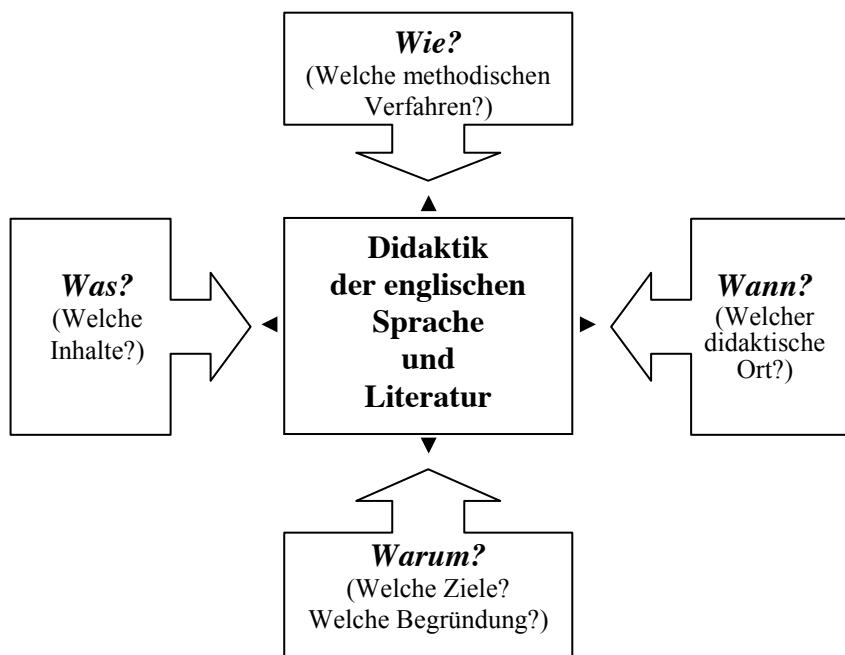 Wie?
(Welche methodischen
Verfahren?)
Was?
(Welche
Inhalte?)
Didaktik
der englischen
Sprache
und
Literatur
Wann?
(Welcher
didaktische
Ort?)
Warum?
(Welche Ziele?
Welche Begründung?)